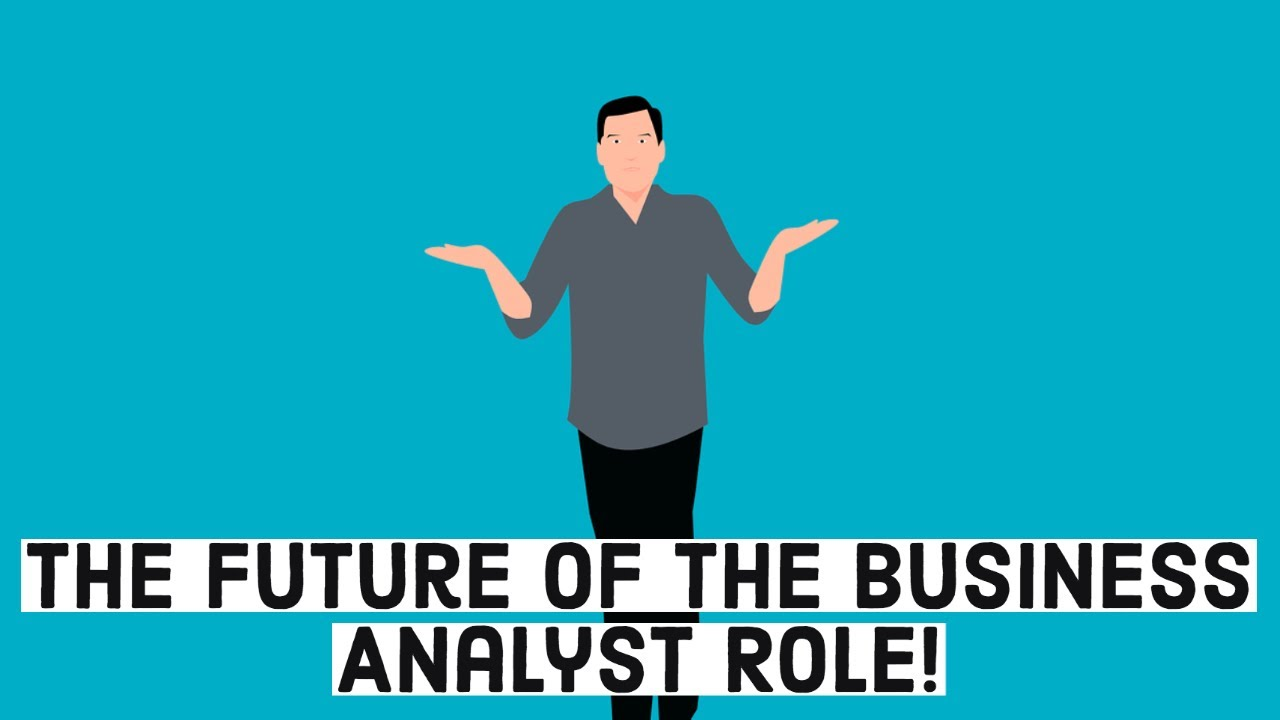 THE FUTURE OF THE BUSINESS
ANALYST ROLE!